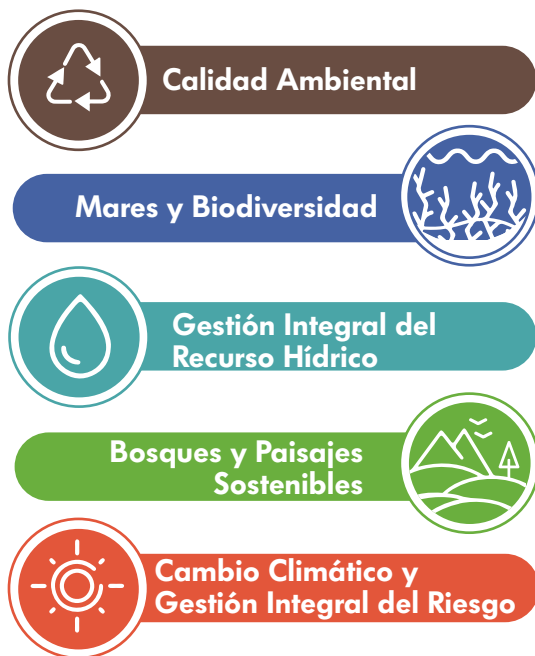 Calidad Ambiental
Mares y Biodiversidad
Gestión Integral del
Recurso Hídrico
Bosques y Paisajes
Sostenibles
Cambio Climático y
Gestión Integral del Riesgo